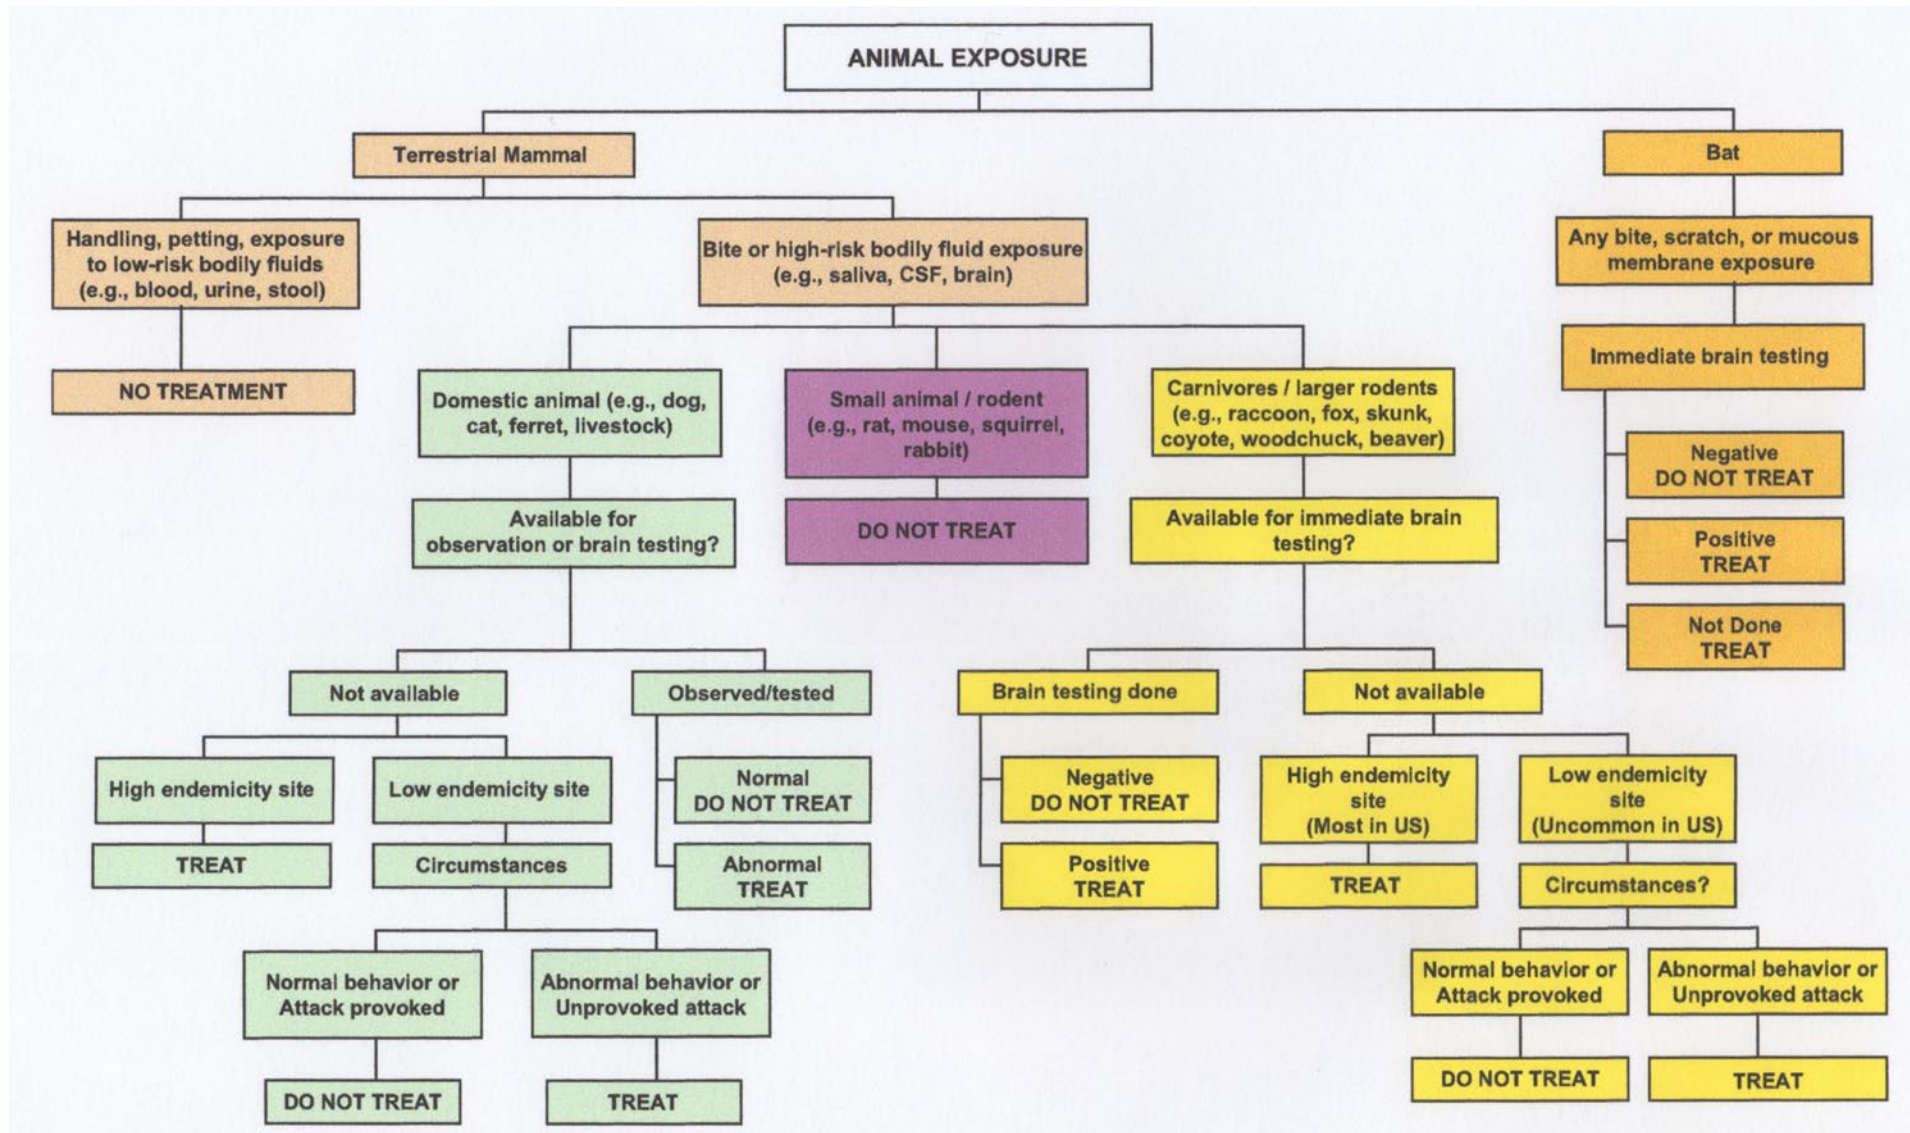 ANIMAL EXPOSURE
Terrestrial Mammal
Bat
Handling, petting, exposure
to low-risk bodily fluids
(e.g., blood, urine, stool)
NO TREATMENT
Bite or high-risk bodily fluid exposure
(e.g., saliva, CSF, brain)
Any bite, scratch, or mucous
membrane exposure
Immediate brain testing
Negative
DO NOT TREAT
Positive
TREAT
Not Done
TREAT
Domestic animal (e.g., dog,
cat, ferret, livestock)
Available for
observation or brain testing?
Small animal / rodent
(e.g., rat, mouse, squirrel,
rabbit)
DO NOT TREAT
Carnivores / larger rodents
(e.g., raccoon, fox, skunk,
coyote, woodchuck, beaver)
Available for immediate brain
testing?
Not available
Observed/tested
High endemicity site
TREAT
Low endemicity site
Circumstances
Normal
DO NOT TREAT
Abnormal
TREAT
Normal behavior or
Attack provoked
DO NOT TREAT
Abnormal behavior or
Unprovoked attack
TREAT
Brain testing done
Negative
DO NOT TREAT
Positive
TREAT
Not available
High endemicity
site
(Most in US)
TREAT
Low endemicity
site
(Uncommon in US)
Circumstances?
Normal behavior or
Attack provoked
DO NOT TREAT
Abnormal behavior or
Unprovoked attack
TREAT